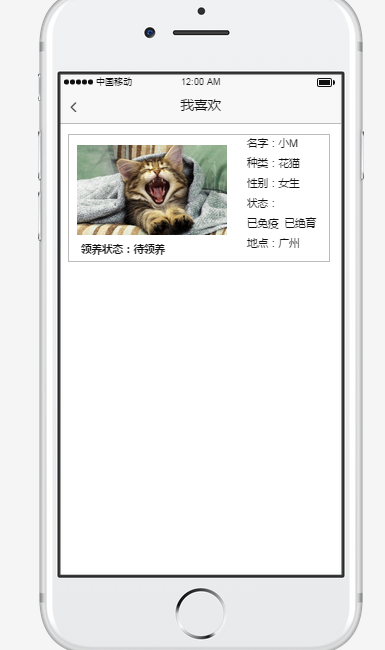 中国移动 12:00 AM
我喜欢
名字：小M
种类：花猫
性别：女生
状态：
已免疫 已绝育
地点：广州
领养状态：待领养